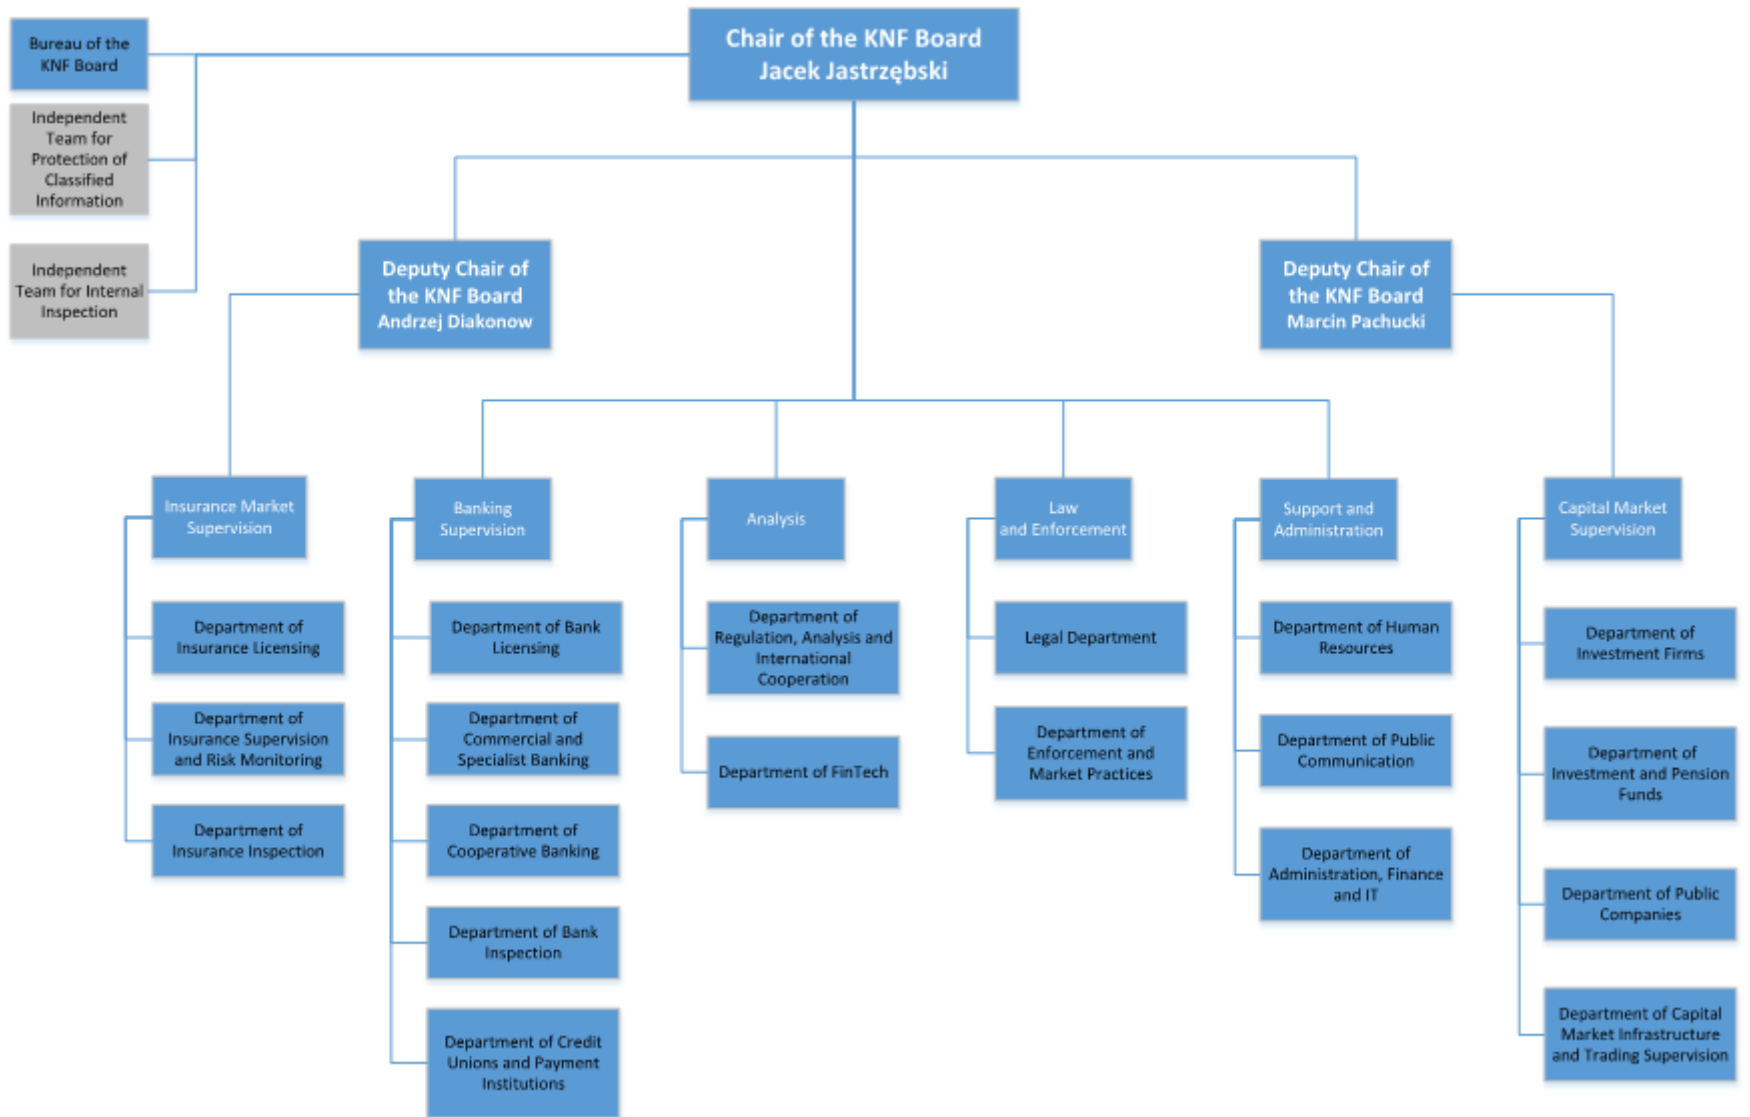 Chair of the KNF Board
Jacek Jastrzębski
Bureau of the
KNF Board
Independent
Team for
Protection of
Classified
Information
Independent
Team for Internal
Inspection
Deputy Chair of
the KNF Board
Andrzej Diakonow
Deputy Chair of
the KNF Board
Marcin Pachucki
Insurance Market
Supervision
Department of
Insurance Licensing
Department of
Insurance Supervision
and Risk Monitoring
Department of
Insurance Inspection
Banking
Supervision
Department of Bank
Licensing
Department of
Commercial and
Specialist Banking
Department of
Cooperative Banking
Department of Bank
Inspection
Department of Credit
Unions and Payment
Institutions
Analysis
Department of
Regulation, Analysis and
International
Cooperation
Department of FinTech
Law
and Enforcement
Legal Department
Department of
Enforcement and
Market Practices
Support and
Administration
Department of Human
Resources
Department of Public
Communication
Department of
Administration, Finance
and IT
Capital Market
Supervision
Department of
Investment Firms
Department of
Investment and Pension
Funds
Department of Public
Companies
Department of Capital
Market Infrastructure
and Trading Supervision